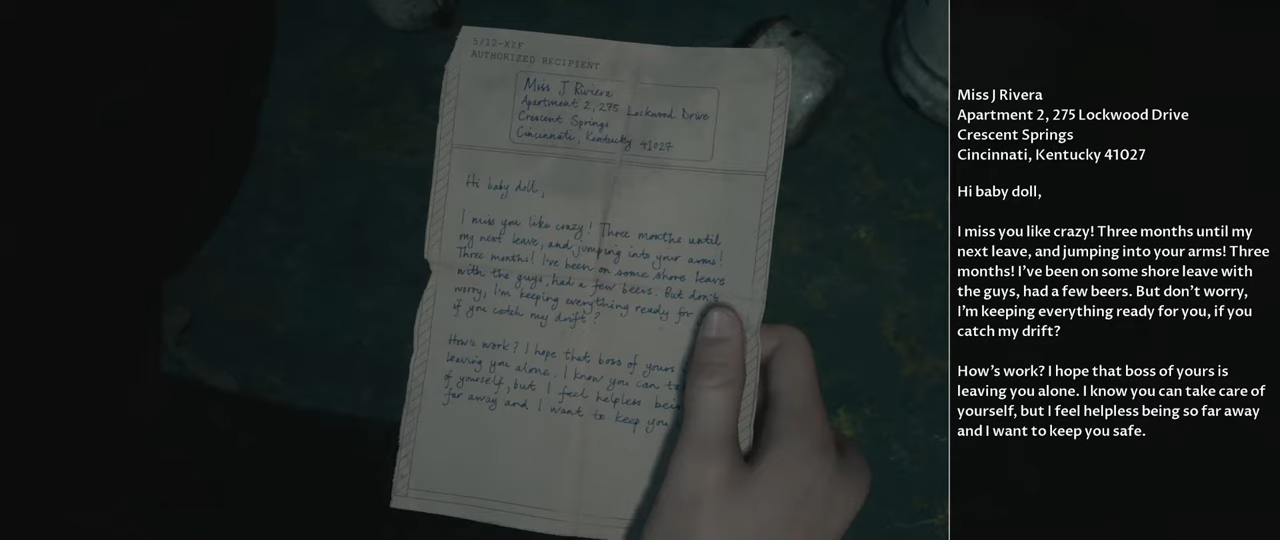 5/12-XZF
AUTHORIZED RECIPIENT
Miss J Rivera
Apartment 2, 275 Lockwood Drive
Crescent Springs
Cincinnati, Kentucky 41027
Hi baby doll,
I miss you like crazy! Three months until
my next leave, and jumping into your arms!
Three months! I've been on some shore leave
with the guys, had a few beers. But don't
worry, I'm keeping everything ready for
if you catch my drift?
How's work? I hope that boss of yours
leaving you alone. I know you can ta
of yourself, but I feel helpless bein
far away and I want to keep you
Miss J Rivera
Apartment 2, 275 Lockwood Drive
Crescent Springs
Cincinnati, Kentucky 41027
Hi baby doll,
I miss you like crazy! Three months until my
next leave, and jumping into your arms! Three
months! I've been on some shore leave with
the guys, had a few beers. But don't worry,
I'm keeping everything ready for you, if you
catch my drift?
How's work? I hope that boss of yours is
leaving you alone. I know you can take care of
yourself, but I feel helpless being so far away
and I want to keep you safe.